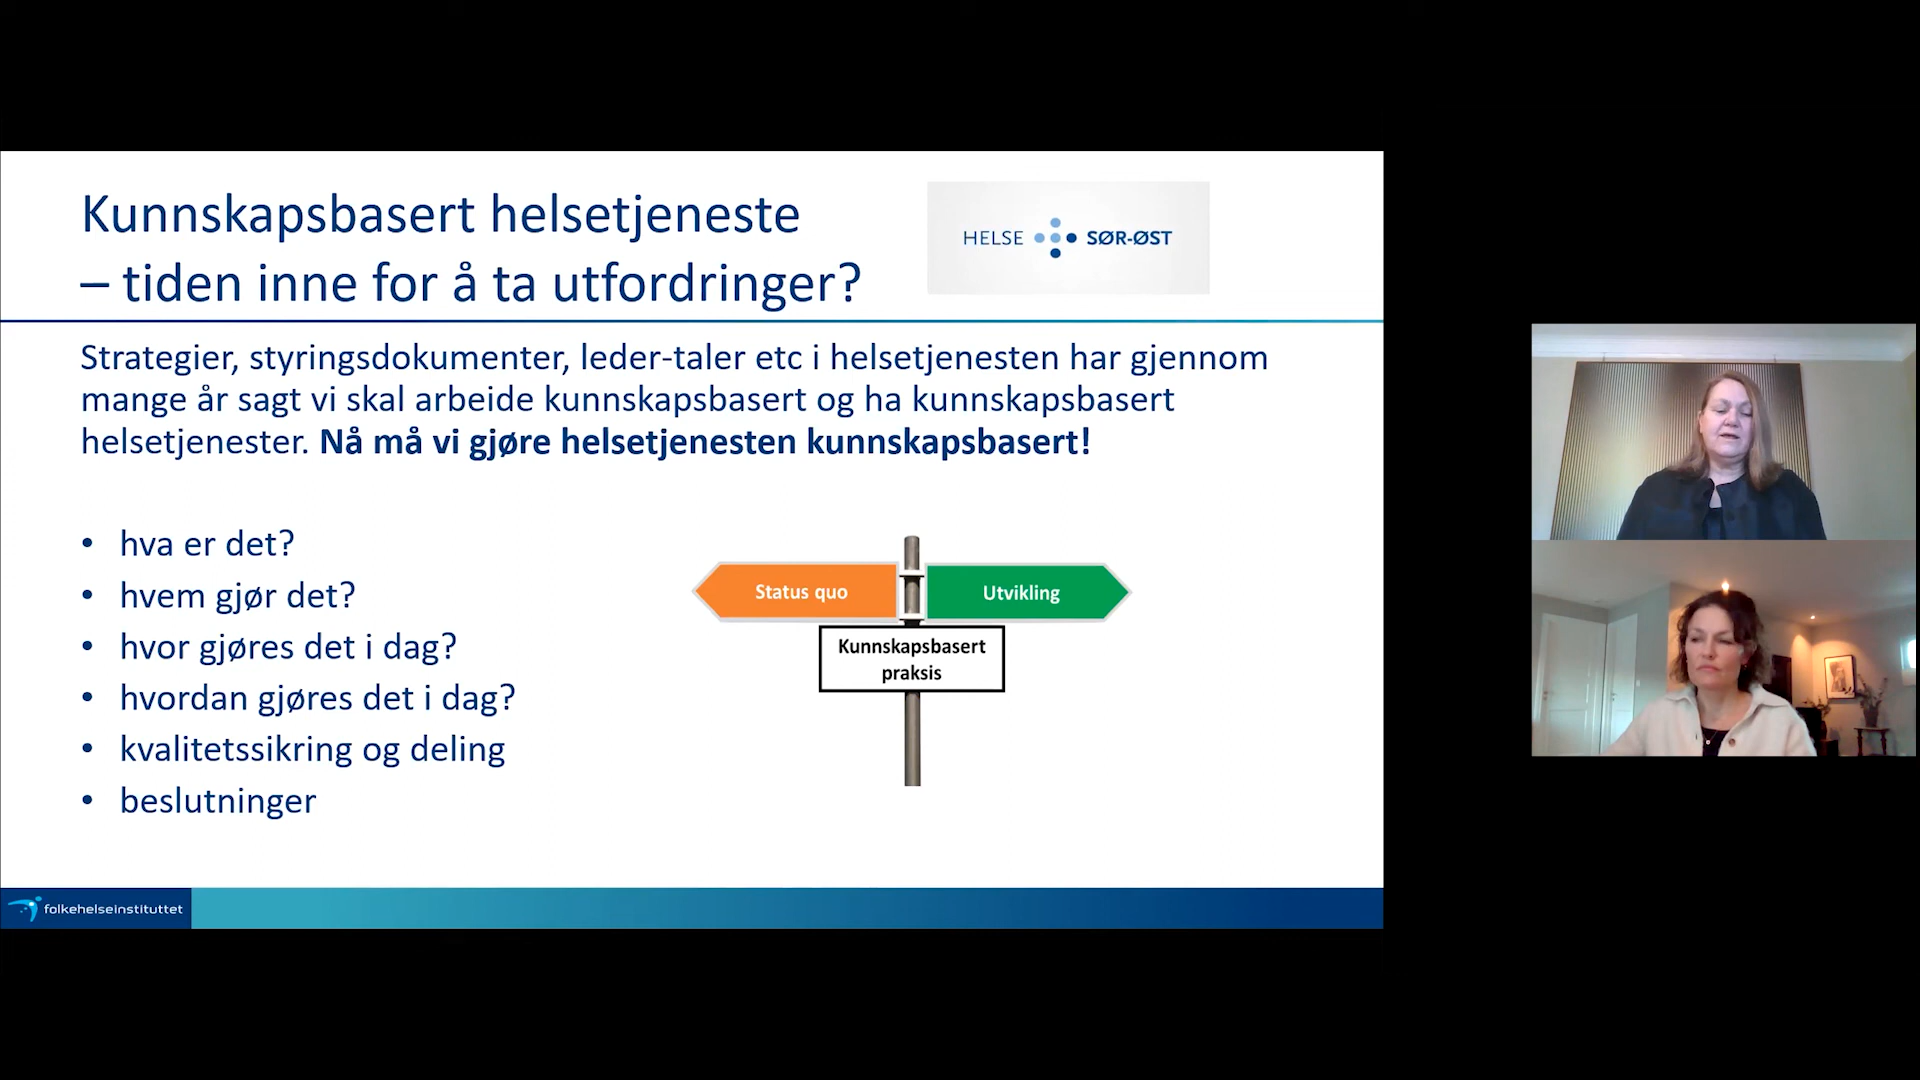 Kunnskapsbasert helsetjeneste
– tiden inne for å ta utfordringer?
HELSE SØR-ØST
Strategier, styringsdokumenter, leder-taler etc i helsetjenesten har gjennom
mange år sagt vi skal arbeide kunnskapsbasert og ha kunnskapsbasert
helsetjenester. Nå må vi gjøre helsetjenesten kunnskapsbasert!
• hva er det?
• hvem gjør det?
• hvor gjøres det i dag?
• hvordan gjøres det i dag?
• kvalitetssikring og deling
• beslutninger
Status quo
Utvikling
Kunnskapsbasert
praksis
folkehelseinstituttet